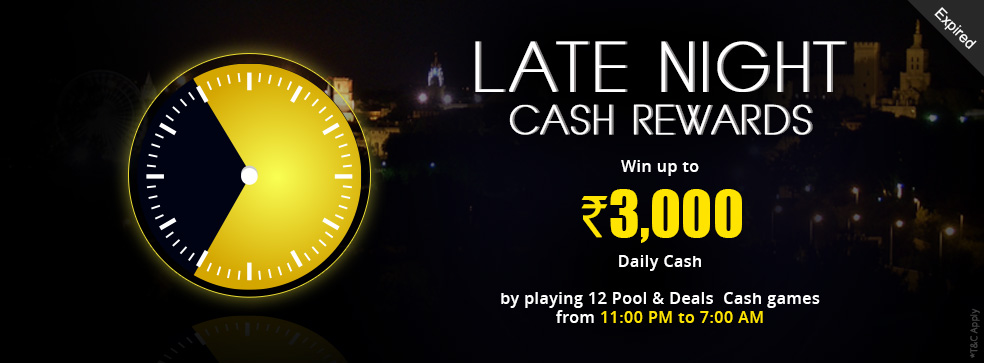 Expired
LATE NIGHT
CASH REWARDS
Win up to
₹3,000
Daily Cash
by playing 12 Pool & Deals Cash games
from 11:00 PM to 7:00 AM
*T&C Apply